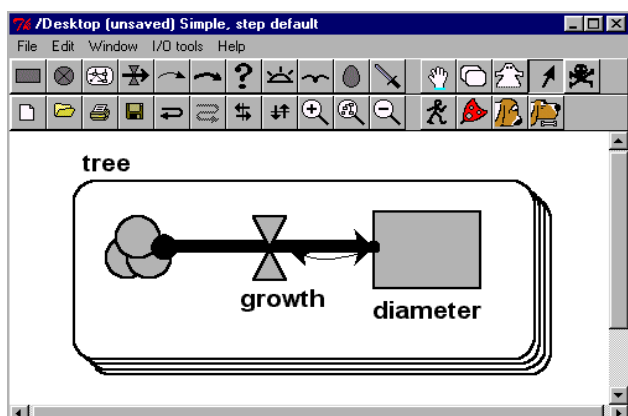 /Desktop (unsaved) Simple, step default
File Edit Window I/O tools Help
?
tree
growth
diameter